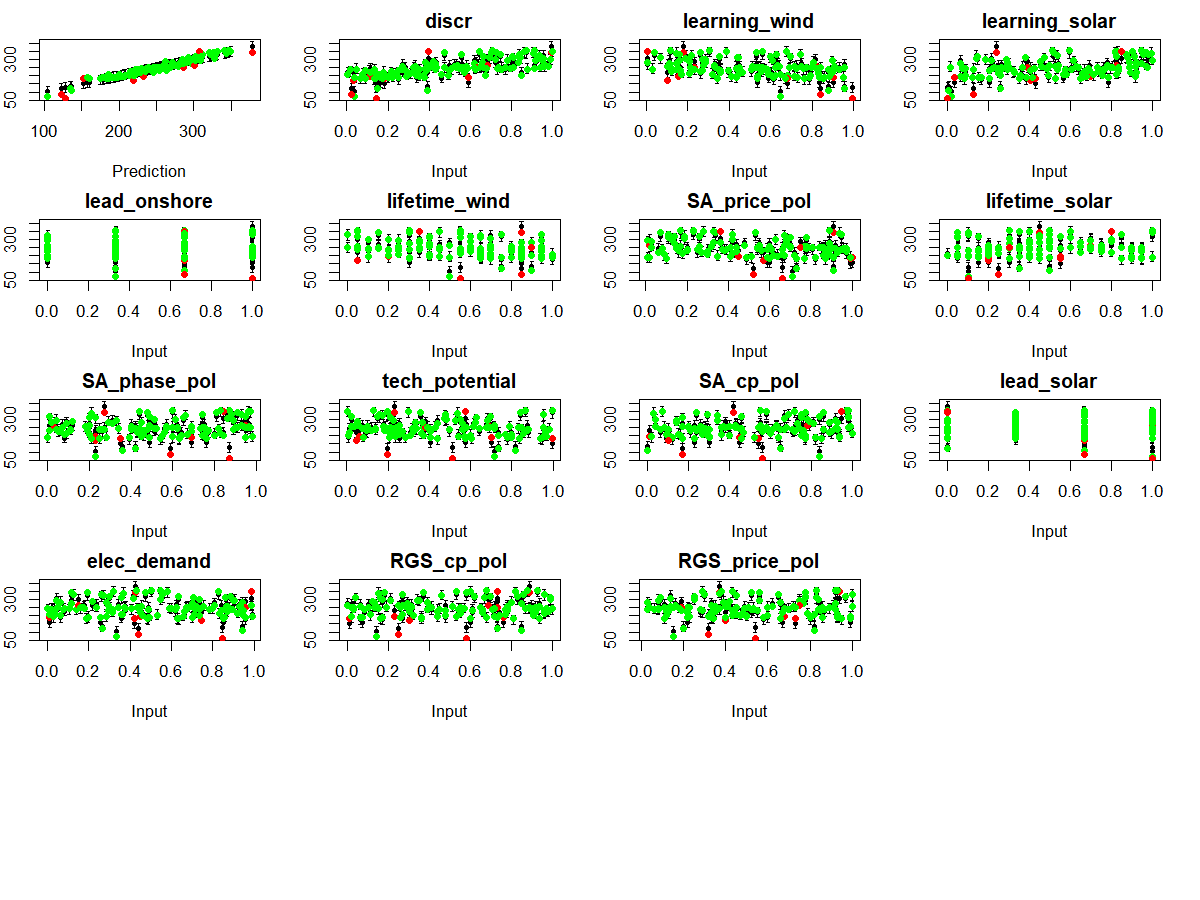 discr learning_wind learning_solar
300 300 300 300
50 50 50 50
100 200 300 0.0 0.2 0.4 0.6 0.8 1.0 0.0 0.2 0.4 0.6 0.8 1.0 0.0 0.2 0.4 0.6 0.8 1.0
Prediction Input Input Input
lead_onshore lifetime_wind SA_price_pol lifetime_solar
300 300 300 300
50 50 50 50
0.0 0.2 0.4 0.6 0.8 1.0 0.0 0.2 0.4 0.6 0.8 1.0 0.0 0.2 0.4 0.6 0.8 1.0 0.0 0.2 0.4 0.6 0.8 1.0
Input Input Input Input
SA_phase_pol tech_potential SA_cp_pol lead_solar
300 300 300 300
50 50 50 50
0.0 0.2 0.4 0.6 0.8 1.0 0.0 0.2 0.4 0.6 0.8 1.0 0.0 0.2 0.4 0.6 0.8 1.0 0.0 0.2 0.4 0.6 0.8 1.0
Input Input Input Input
elec_demand RGS_cp_pol RGS_price_pol
300 300 300
50 50 50
0.0 0.2 0.4 0.6 0.8 1.0 0.0 0.2 0.4 0.6 0.8 1.0 0.0 0.2 0.4 0.6 0.8 1.0
Input Input Input